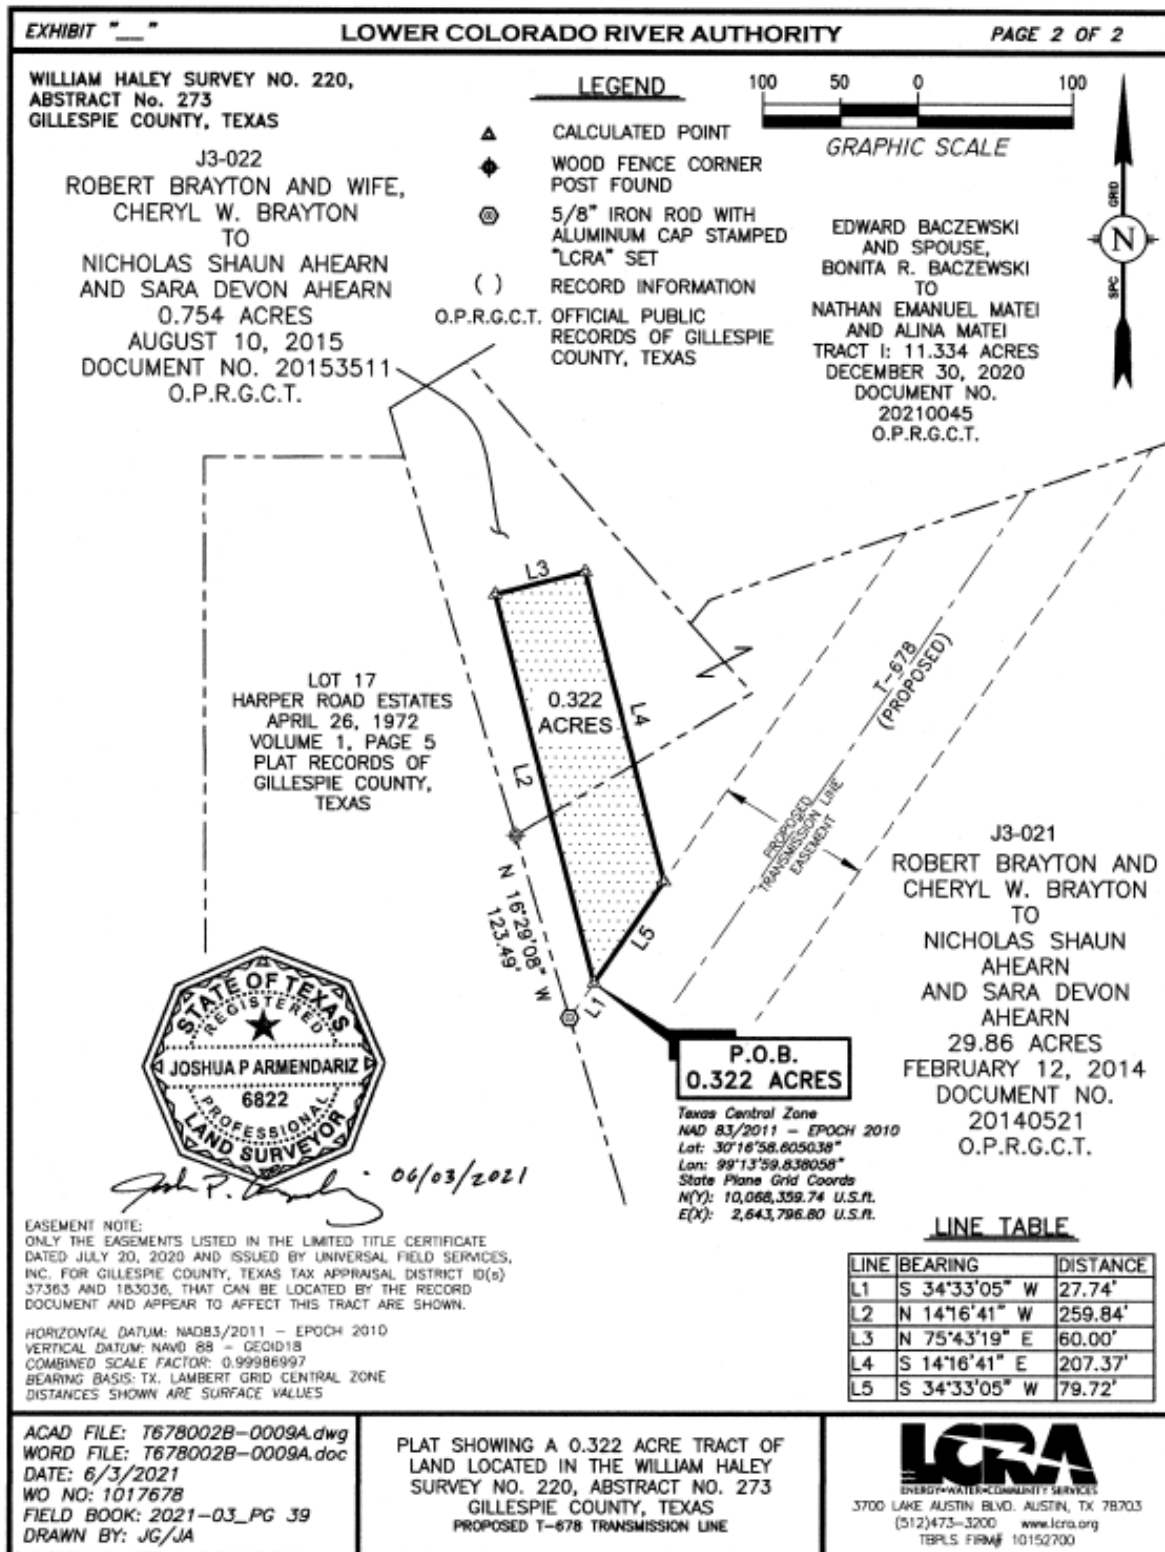 EXHIBIT "__"
LOWER COLORADO RIVER AUTHORITY
PAGE 2 OF 2
WILLIAM HALEY SURVEY NO. 220,
ABSTRACT No. 273
GILLESPIE COUNTY, TEXAS
J3-022
ROBERT BRAYTON AND WIFE,
CHERYL W. BRAYTON
TO
NICHOLAS SHAUN AHEARN
AND SARA DEVON AHEARN
0.754 ACRES
AUGUST 10, 2015
DOCUMENT NO. 20153511
O.P.R.G.C.T.
LEGEND
CALCULATED POINT
WOOD FENCE CORNER
POST FOUND
5/8" IRON ROD WITH
ALUMINUM CAP STAMPED
"LCRA" SET
( ) RECORD INFORMATION
O.P.R.G.C.T. OFFICIAL PUBLIC
RECORDS OF GILLESPIE
COUNTY, TEXAS
100 50 0 100
GRAPHIC SCALE
GRID
N
SPC
EDWARD BACZEWSKI
AND SPOUSE,
BONITA R. BACZEWSKI
TO
NATHAN EMANUEL MATEI
AND ALINA MATEI
TRACT I: 11.334 ACRES
DECEMBER 30, 2020
DOCUMENT NO.
20210045
O.P.R.G.C.T.
L3
LOT 17
HARPER ROAD ESTATES
APRIL 26, 1972
VOLUME 1, PAGE 5
PLAT RECORDS OF
GILLESPIE COUNTY,
TEXAS
0.322
ACRES
L4
L2
T-678
(PROPOSED)
PROPOSED
TRANSMISSION LINE
EASEMENT
N 16°29'08" W
123.49'
L5
L1
J3-021
ROBERT BRAYTON AND
CHERYL W. BRAYTON
TO
NICHOLAS SHAUN
AHEARN
AND SARA DEVON
AHEARN
29.86 ACRES
FEBRUARY 12, 2014
DOCUMENT NO.
20140521
O.P.R.G.C.T.
P.O.B.
0.322 ACRES
Texas Central Zone
NAD 83/2011 - EPOCH 2010
Lat: 30°16'58.605038"
Lon: 99°13'59.838058"
State Plane Grid Coords
N(Y): 10,068,359.74 U.S.ft.
E(X): 2,643,796.80 U.S.ft.
STATE OF TEXAS
REGISTERED
JOSHUA P ARMENDARIZ
6822
PROFESSIONAL
LAND SURVEYOR
06/03/2021
EASEMENT NOTE:
ONLY THE EASEMENTS LISTED IN THE LIMITED TITLE CERTIFICATE
DATED JULY 20, 2020 AND ISSUED BY UNIVERSAL FIELD SERVICES,
INC. FOR GILLESPIE COUNTY, TEXAS TAX APPRAISAL DISTRICT ID(s)
37363 AND 183036, THAT CAN BE LOCATED BY THE RECORD
DOCUMENT AND APPEAR TO AFFECT THIS TRACT ARE SHOWN.
HORIZONTAL DATUM: NAD83/2011 - EPOCH 2010
VERTICAL DATUM: NAVD 88 - GEOID18
COMBINED SCALE FACTOR: 0.99986997
BEARING BASIS: TX. LAMBERT GRID CENTRAL ZONE
DISTANCES SHOWN ARE SURFACE VALUES
LINE TABLE
LINE BEARING DISTANCE
L1 S 34°33'05" W 27.74'
L2 N 14°16'41" W 259.84'
L3 N 75°43'19" E 60.00'
L4 S 14°16'41" E 207.37'
L5 S 34°33'05" W 79.72'
ACAD FILE: T678002B-0009A.dwg
WORD FILE: T678002B-0009A.doc
DATE: 6/3/2021
WO NO: 1017678
FIELD BOOK: 2021-03_PG 39
DRAWN BY: JG/JA
PLAT SHOWING A 0.322 ACRE TRACT OF
LAND LOCATED IN THE WILLIAM HALEY
SURVEY NO. 220, ABSTRACT NO. 273
GILLESPIE COUNTY, TEXAS
PROPOSED T-678 TRANSMISSION LINE
LCRA
ENERGY•WATER•COMMUNITY SERVICES
3700 LAKE AUSTIN BLVD. AUSTIN, TX 78703
(512)473-3200 www.lcra.org
TBPLS FIRM# 10152700